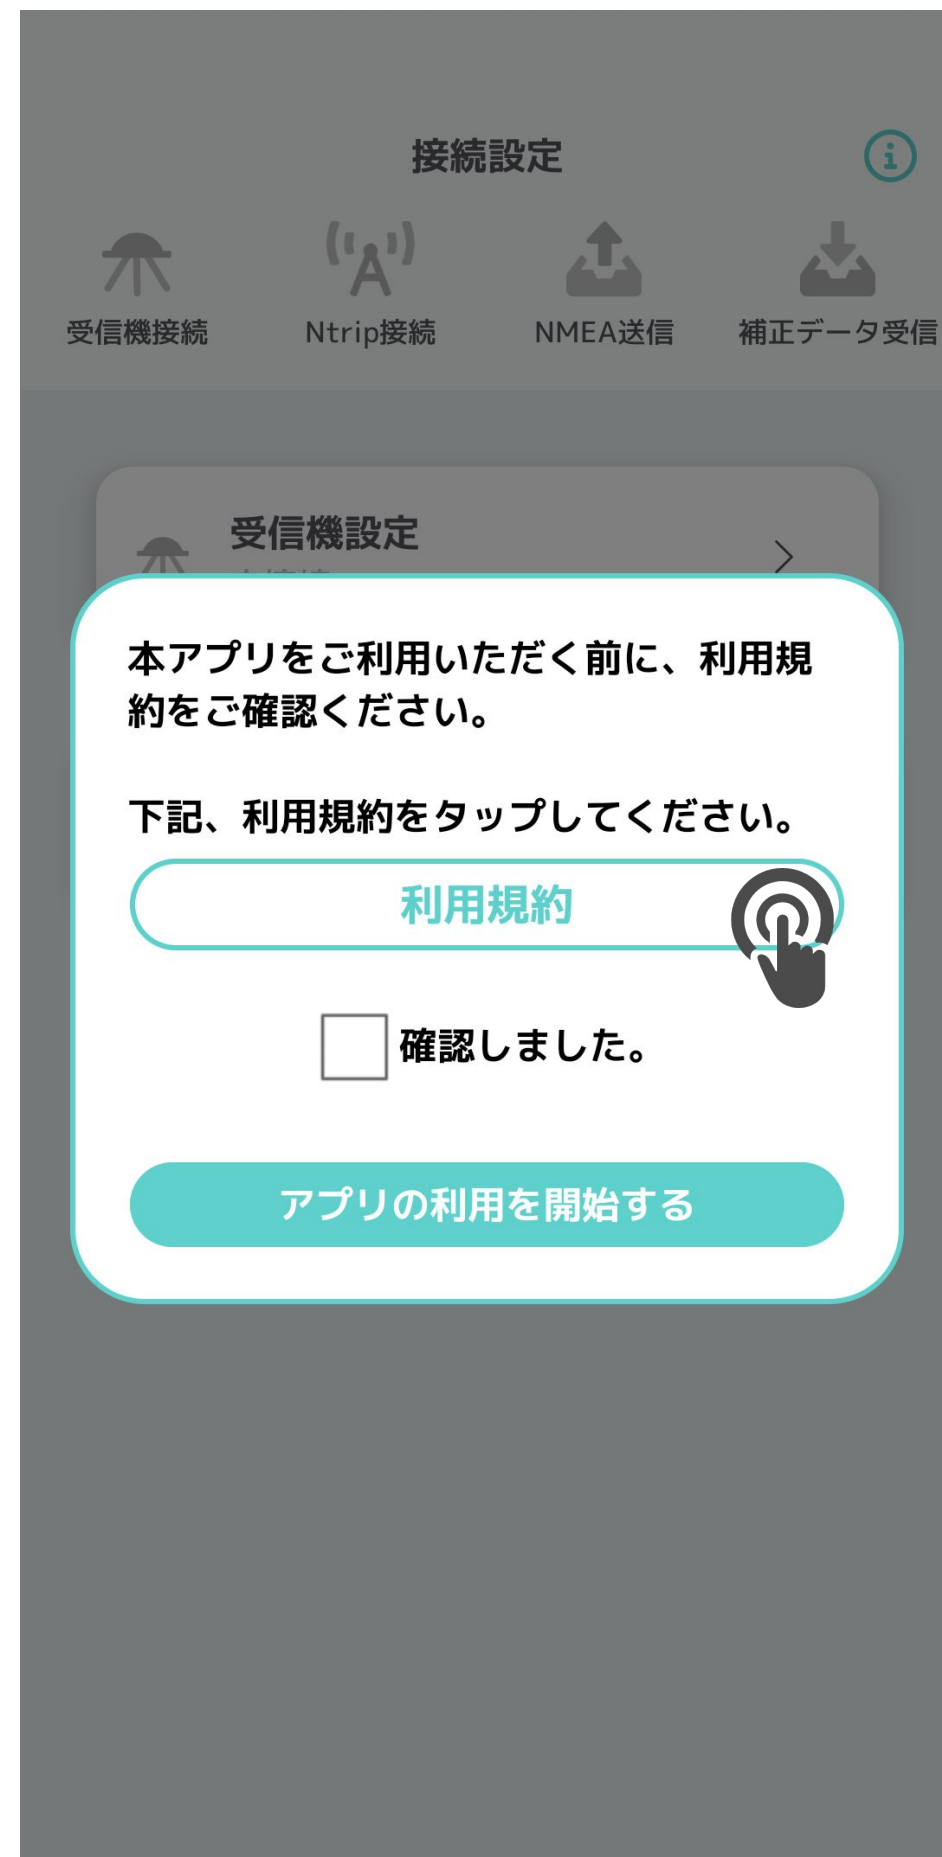 接続設定
受信機接続 Ntrip接続 NMEA送信 補正データ受信
受信機設定
本アプリをご利用いただく前に、利用規
約をご確認ください。
下記、利用規約をタップしてください。
利用規約
確認しました。
アプリの利用を開始する